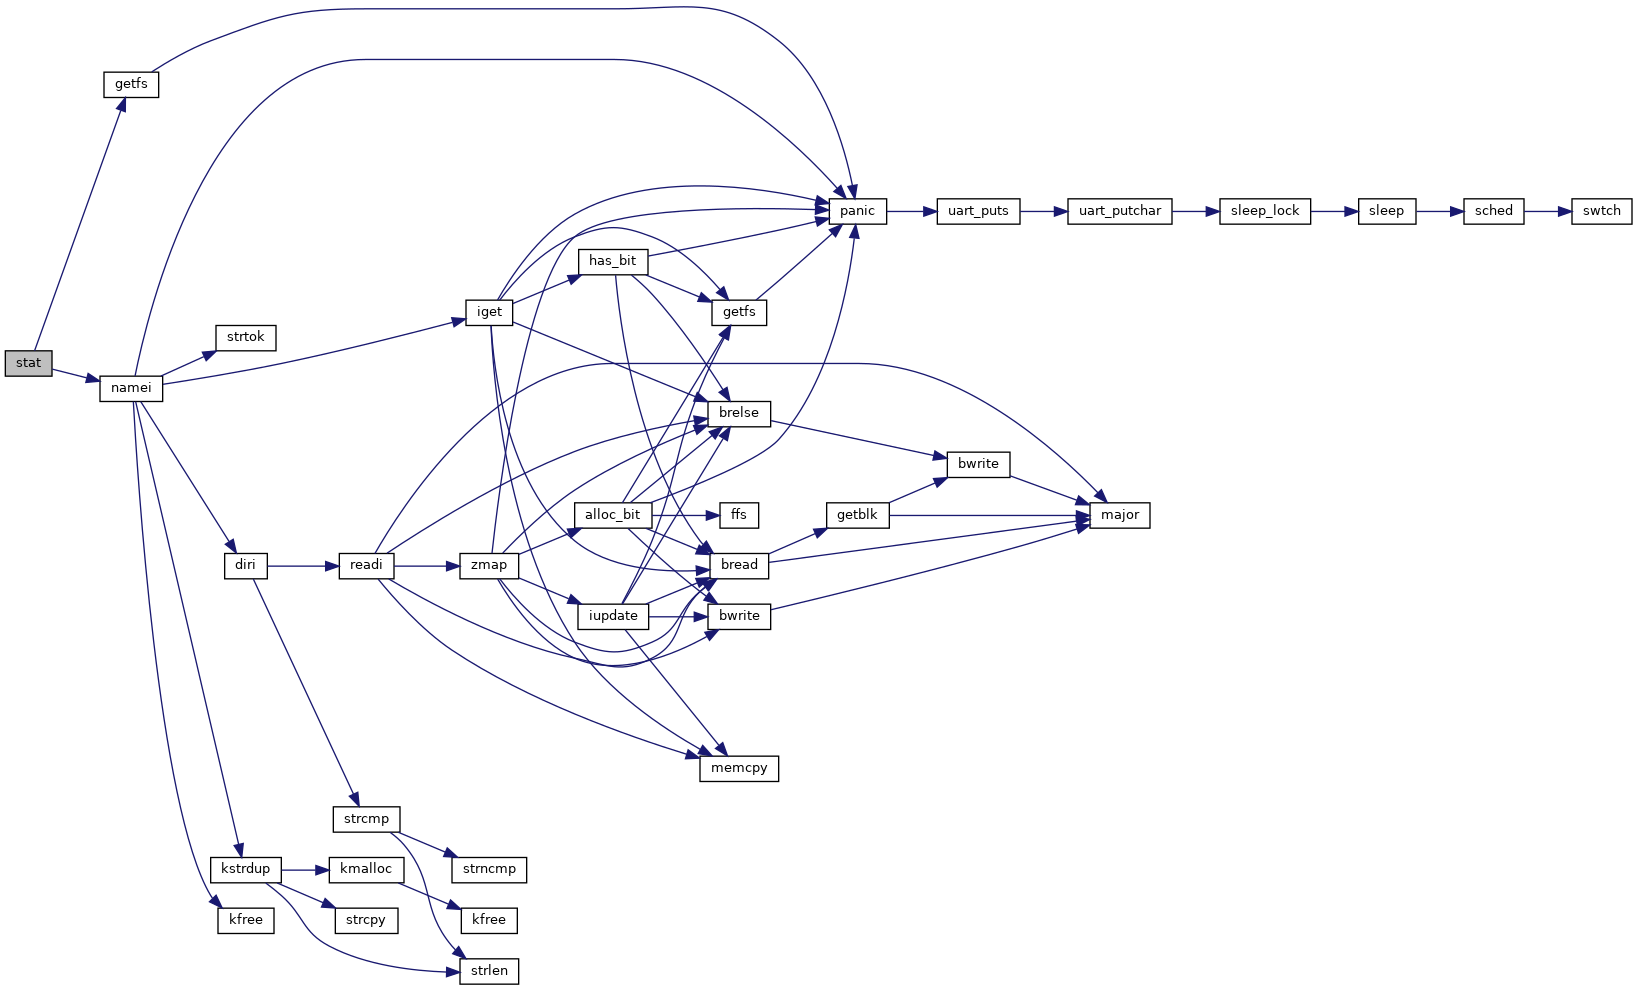 getfs
panic
uart_puts
uart_putchar
sleep_lock
sleep
sched
swtch
has_bit
iget
getfs
strtok
stat
namei
brelse
bwrite
alloc_bit
ffs
getblk
major
diri
readi
zmap
bread
iupdate
bwrite
memcpy
strcmp
kstrdup
kmalloc
strncmp
kfree
strcpy
kfree
strlen